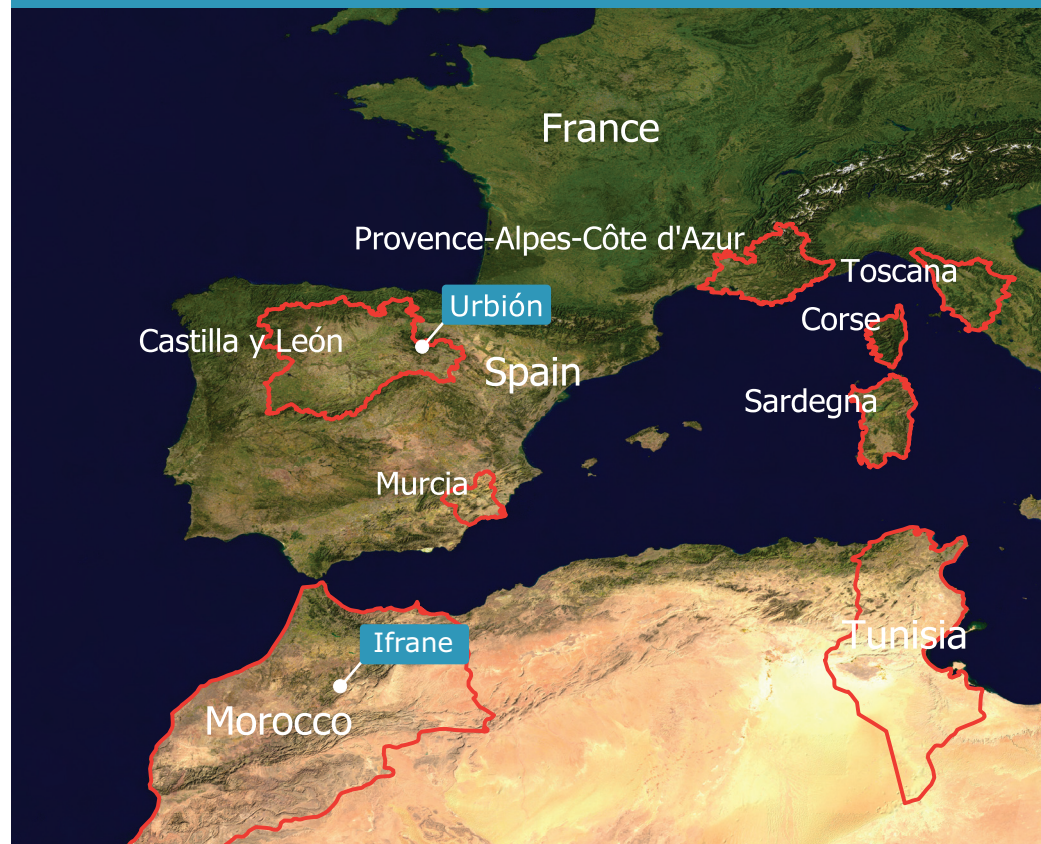 France
Provence-Alpes-Côte d'Azur
Toscana
Urbión
Corse
Castilla y León
Spain
Sardegna
Murcia
Tunisia
Ifrane
Morocco